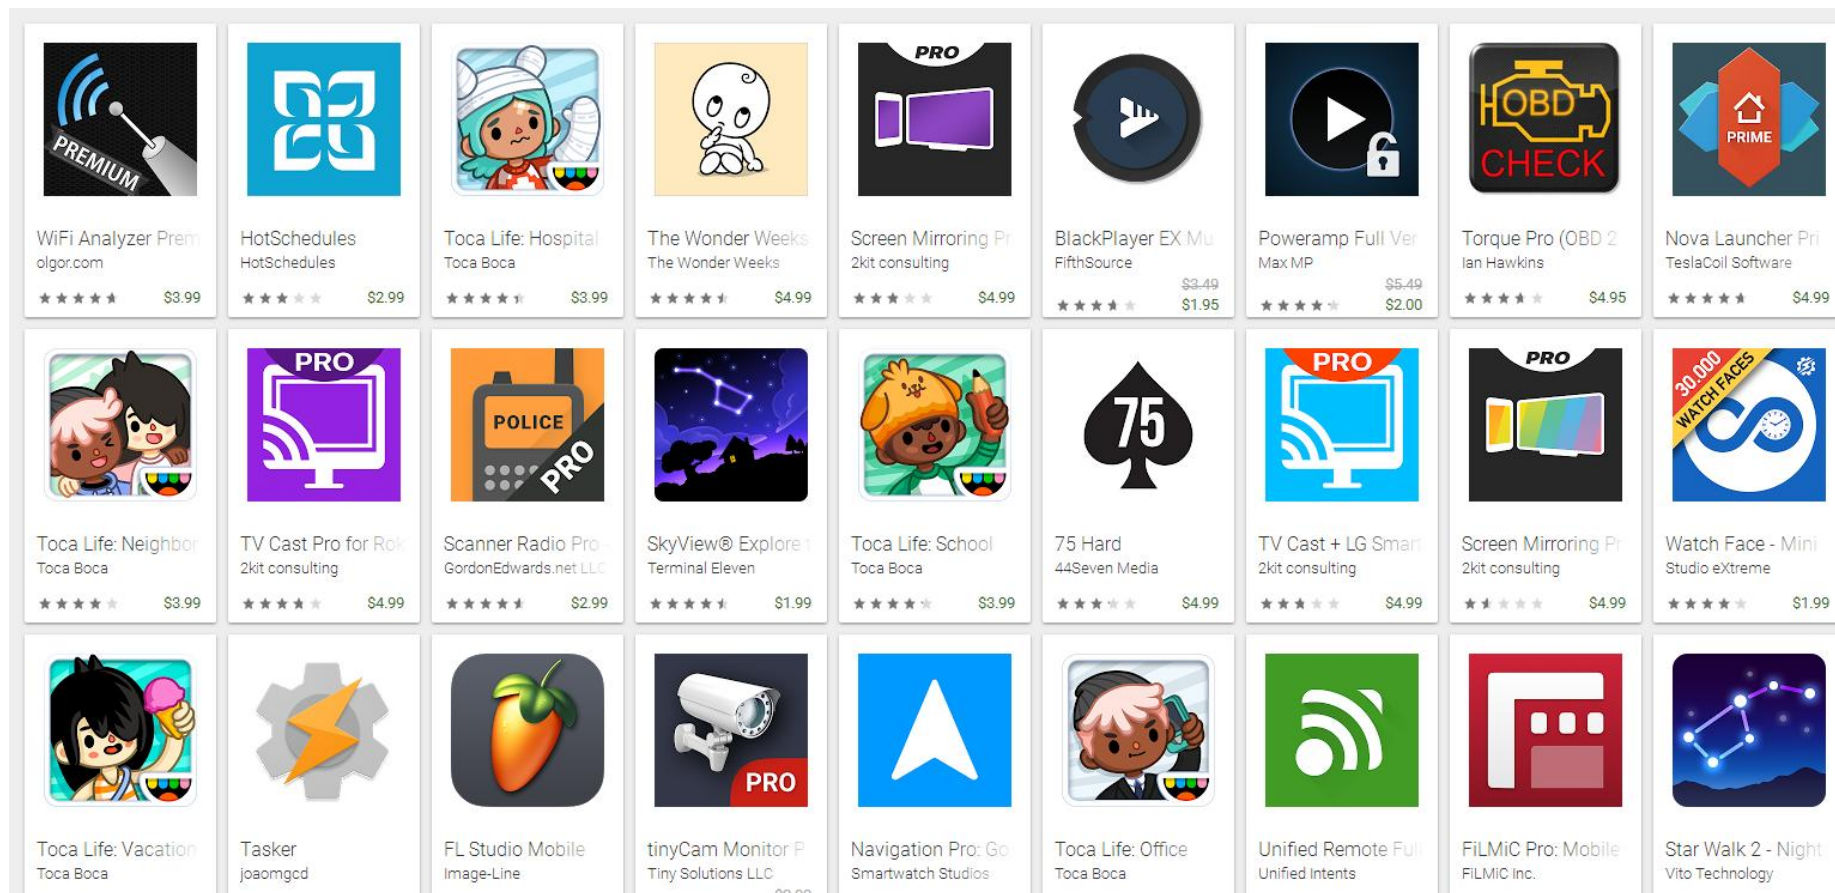 PREMIUM
PRO
OBD
CHECK
PRIME
WiFi Analyzer Prem
HotSchedules
Toca Life: Hospital
The Wonder Weeks
Screen Mirroring Pr
BlackPlayer EX Mu
Poweramp Full Ver
Torque Pro (OBD 2
Nova Launcher Pri
olgor.com
HotSchedules
Toca Boca
The Wonder Weeks
2kit consulting
FifthSource
Max MP
Ian Hawkins
TeslaCoil Software
$3.49
$5.49
$3.99
$2.99
$3.99
$4.99
$4.99
$1.95
$2.00
$4.95
$4.99
PRO
POLICE
PRO
75
PRO
PRO
30.000
WATCH FACES
Toca Life: Neighbor
TV Cast Pro for Rok
Scanner Radio Pro -
SkyView® Explore t
Toca Life: School
75 Hard
TV Cast + LG Smart
Screen Mirroring Pr
Watch Face - Mini
Toca Boca
2kit consulting
GordonEdwards.net LLC
Terminal Eleven
Toca Boca
44Seven Media
2kit consulting
2kit consulting
Studio eXtreme
$3.99
$4.99
$2.99
$1.99
$3.99
$4.99
$4.99
$4.99
$1.99
PRO
Toca Life: Vacation
Tasker
FL Studio Mobile
tinyCam Monitor P
Navigation Pro: Go
Toca Life: Office
Unified Remote Full
FiLMiC Pro: Mobile
Star Walk 2 - Night
Toca Boca
joaomgcd
Image-Line
Tiny Solutions LLC
Smartwatch Studios
Toca Boca
Unified Intents
FiLMiC Inc.
Vito Technology